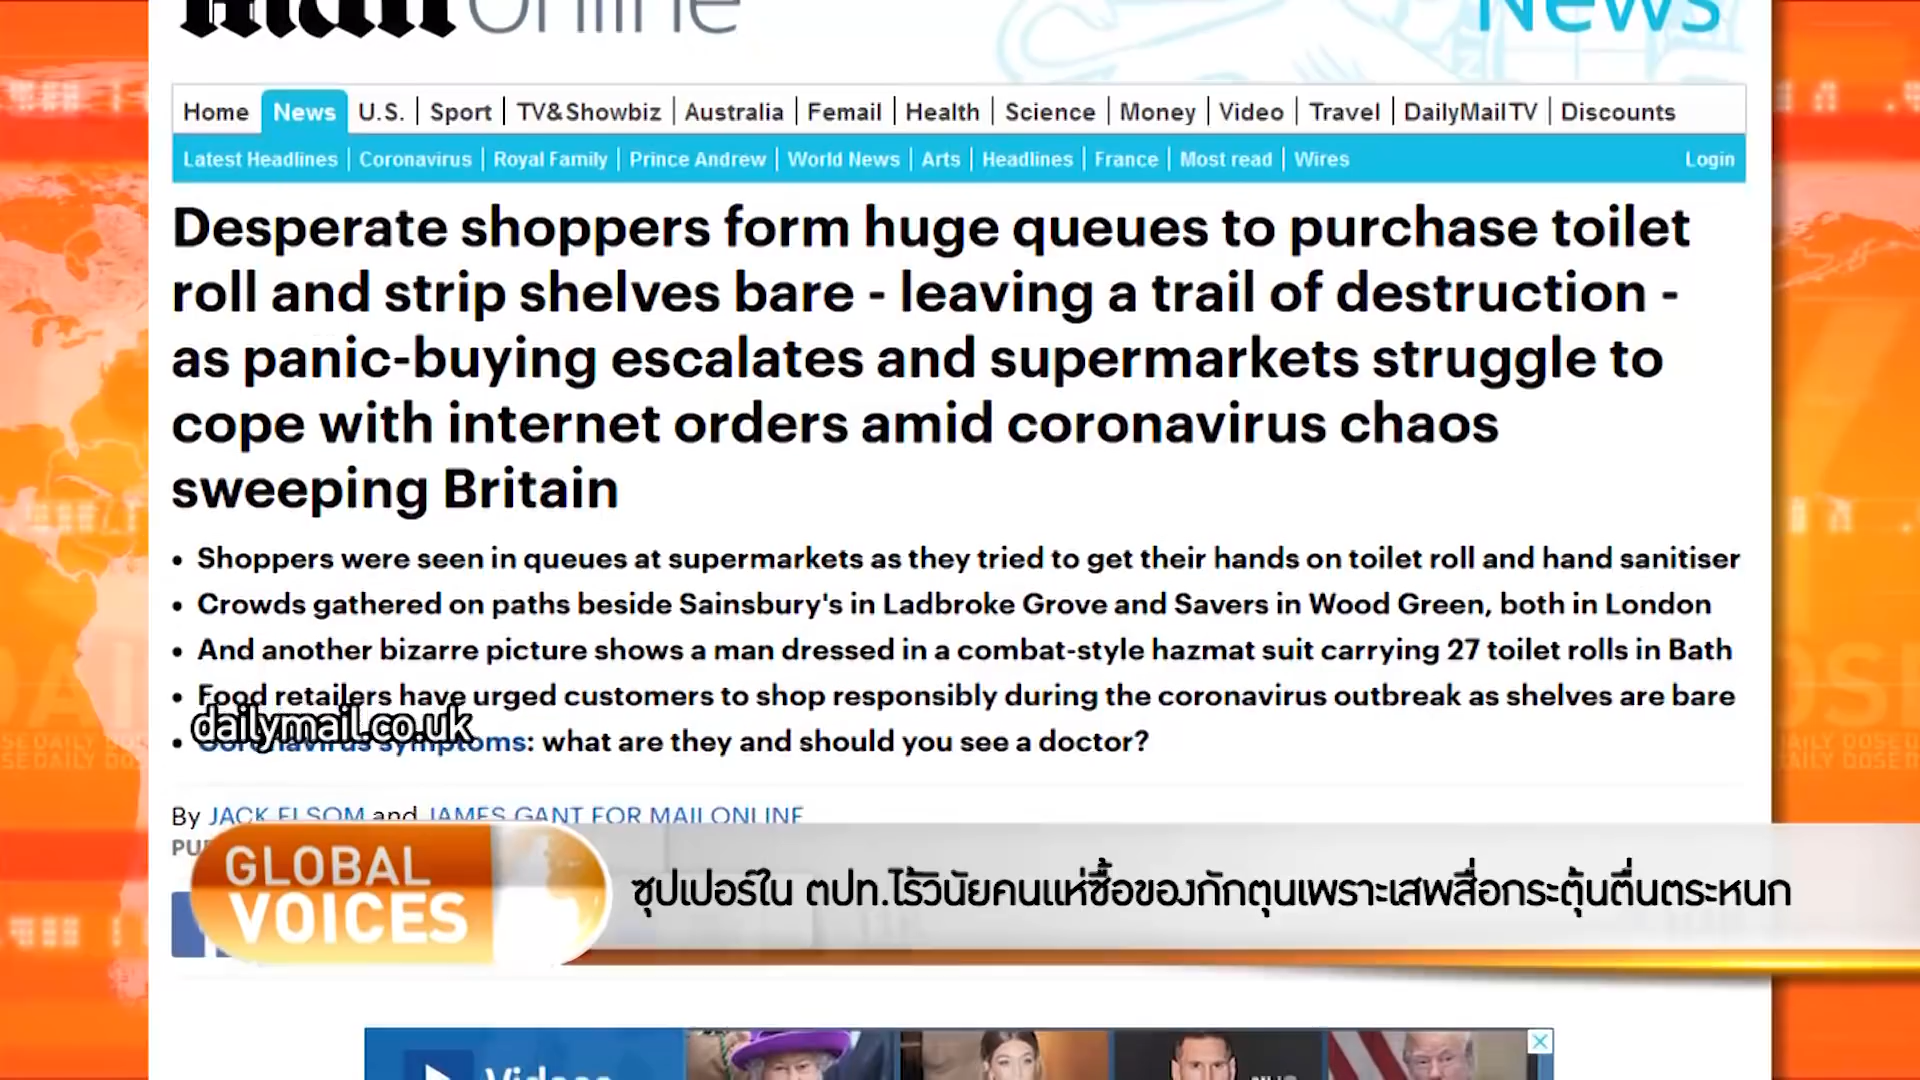 Mail Online
News
Home News U.S. Sport TV&Showbiz Australia Femail Health Science Money Video Travel DailyMailTV Discounts
Latest Headlines Coronavirus Royal Family Prince Andrew World News Arts Headlines France Most read Wires Login
Desperate shoppers form huge queues to purchase toilet
roll and strip shelves bare - leaving a trail of destruction -
as panic-buying escalates and supermarkets struggle to
cope with internet orders amid coronavirus chaos
sweeping Britain
• Shoppers were seen in queues at supermarkets as they tried to get their hands on toilet roll and hand sanitiser
• Crowds gathered on paths beside Sainsbury's in Ladbroke Grove and Savers in Wood Green, both in London
• And another bizarre picture shows a man dressed in a combat-style hazmat suit carrying 27 toilet rolls in Bath
• Food retailers have urged customers to shop responsibly during the coronavirus outbreak as shelves are bare
dailymail.co.uk
• Coronavirus symptoms: what are they and should you see a doctor?
By JACK ELSOM and JAMES GANT FOR MAILONLINE
GLOBAL
VOICES
ซุปเปอร์ใน ตปท.ไร้วินัยคนแห่ซื้อของกักตุนเพราะเสพสื่อกระตุ้นตื่นตระหนก
Videos